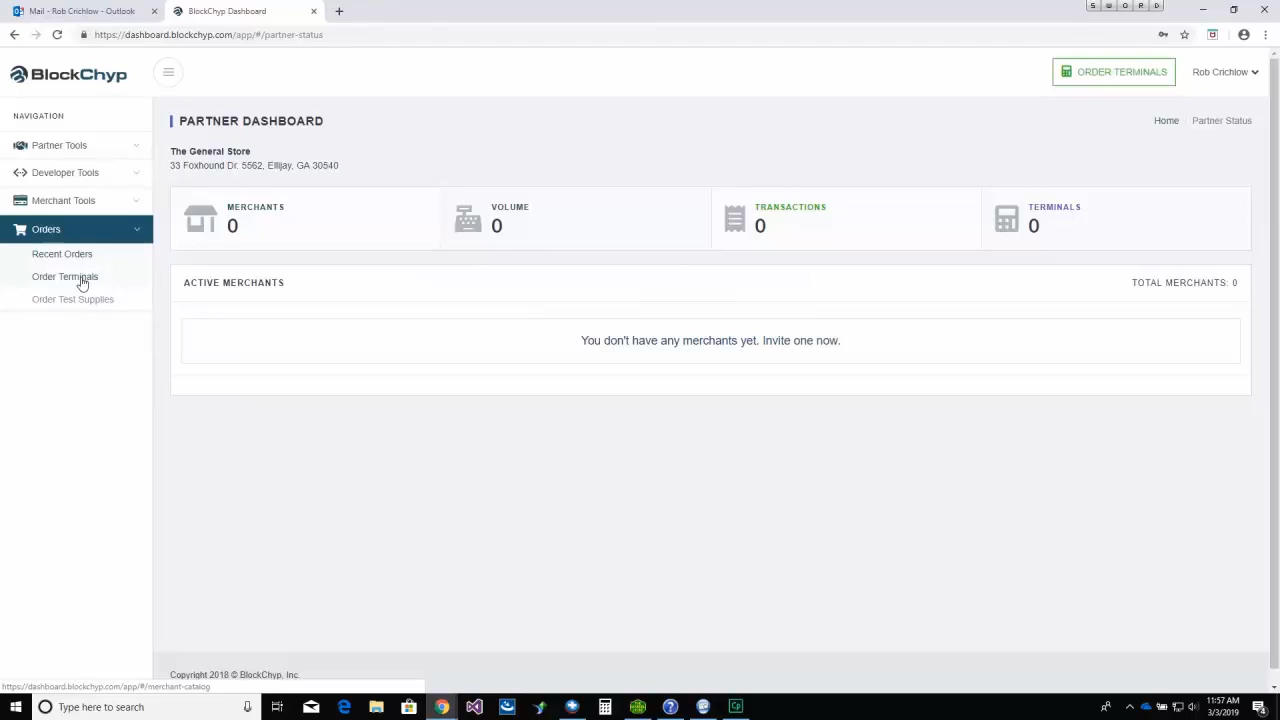 Mail - Rob Crichlow - Outlook
BlockChyp Dashboard
S W O R D
https://dashboard.blockchyp.com/app/#/partner-status
BlockChyp
ORDER TERMINALS
Rob Crichlow
NAVIGATION
Partner Tools
Developer Tools
Merchant Tools
Orders
Recent Orders
Order Terminals
Order Test Supplies
PARTNER DASHBOARD
Home
Partner Status
The General Store
33 Foxhound Dr. 5562, Ellijay, GA 30540
MERCHANTS
0
VOLUME
0
TRANSACTIONS
0
TERMINALS
0
ACTIVE MERCHANTS
TOTAL MERCHANTS: 0
You don't have any merchants yet. Invite one now.
Copyright 2018 © BlockChyp, Inc.
https://dashboard.blockchyp.com/app/#/merchant-catalog
Type here to search
11:57 AM
3/3/2019